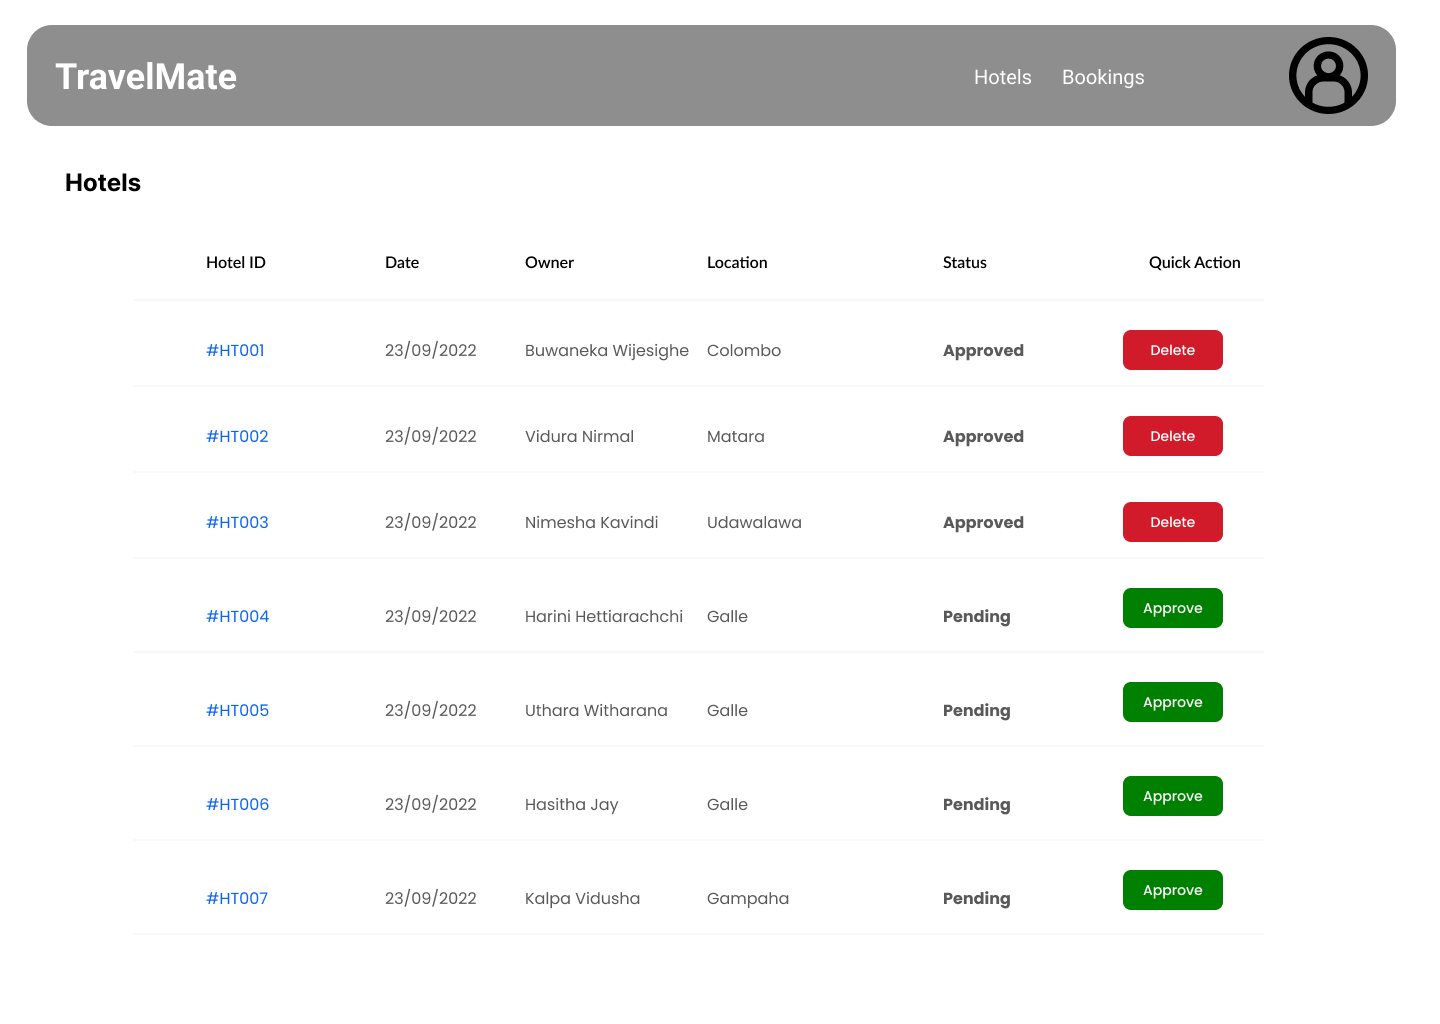 TravelMate Hotels Bookings
Hotels
Hotel ID Date Owner Location Status Quick Action
#HT001 23/09/2022 Buwaneka Wijesighe Colombo Approved Delete
#HT002 23/09/2022 Vidura Nirmal Matara Approved Delete
#HT003 23/09/2022 Nimesha Kavindi Udawalawa Approved Delete
#HT004 23/09/2022 Harini Hettiarachchi Galle Pending Approve
#HT005 23/09/2022 Uthara Witharana Galle Pending Approve
#HT006 23/09/2022 Hasitha Jay Galle Pending Approve
#HT007 23/09/2022 Kalpa Vidusha Gampaha Pending Approve